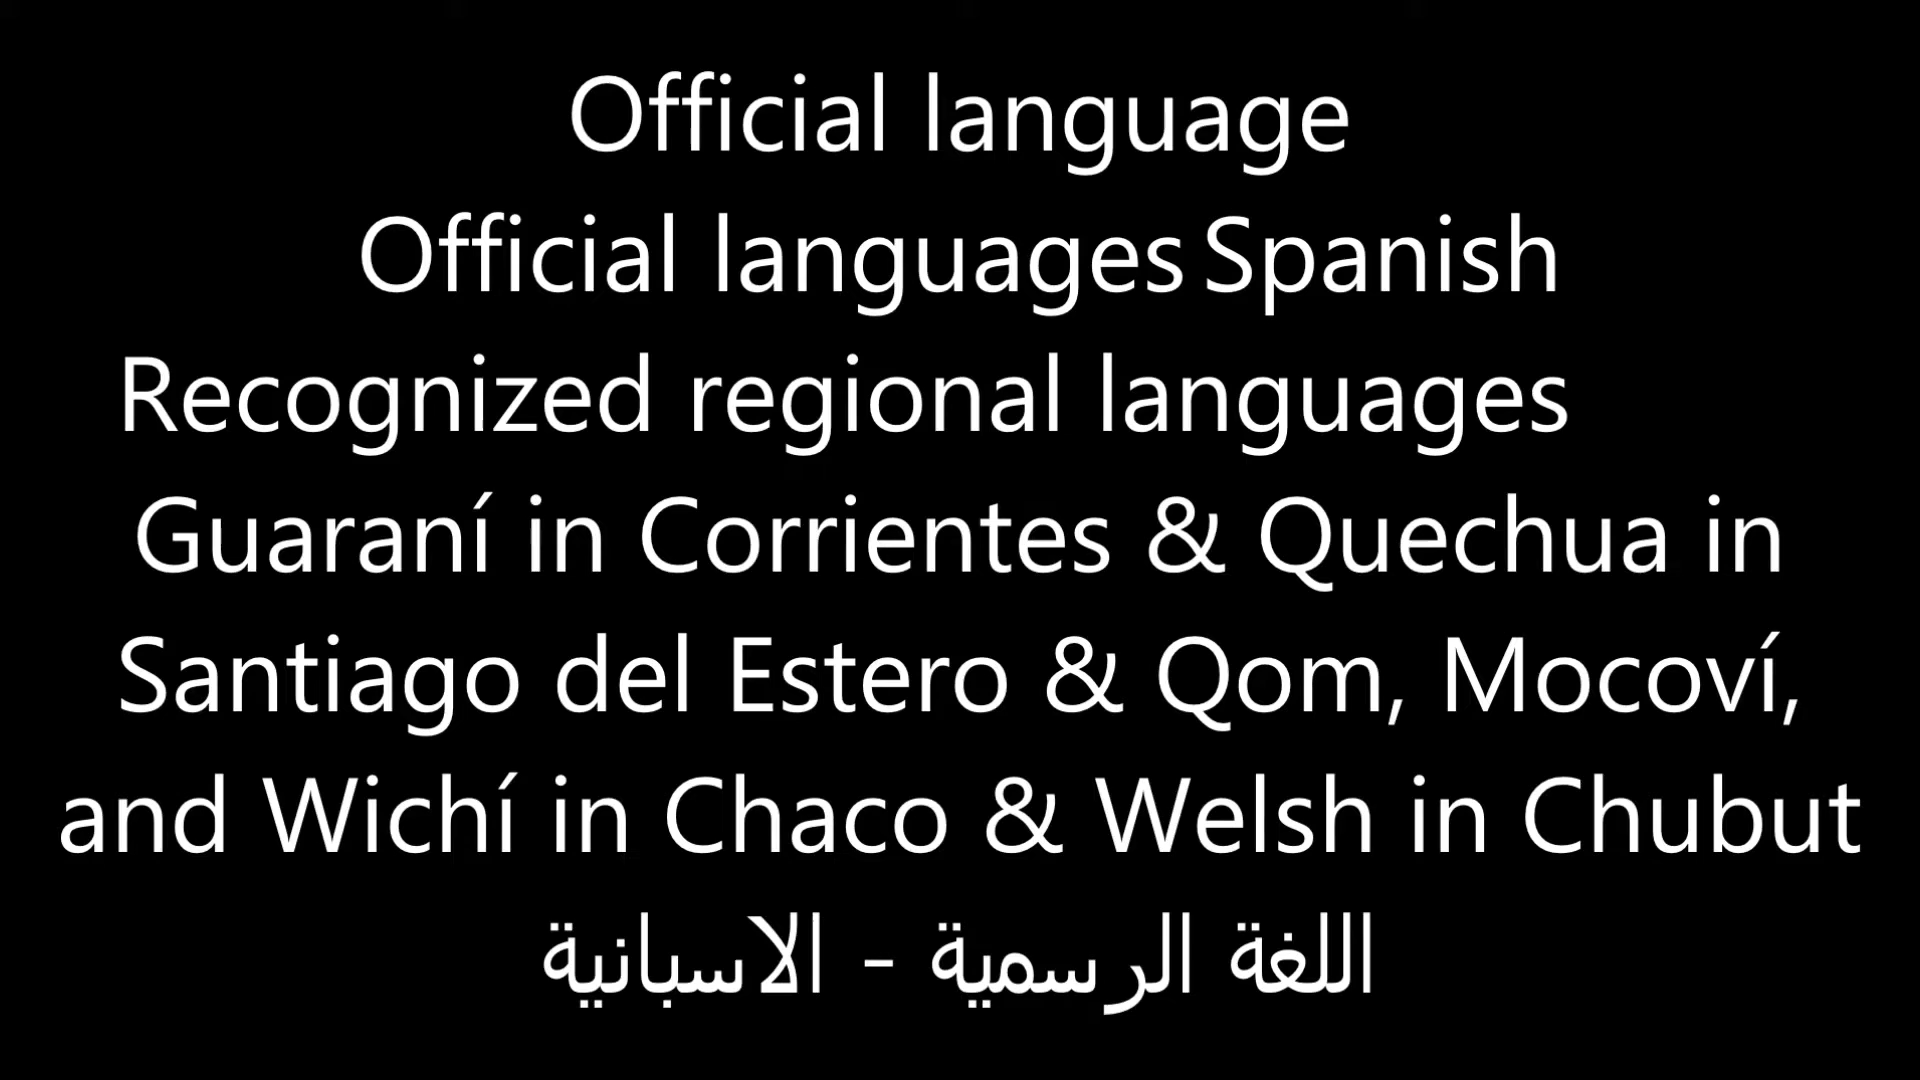 Official language
Official languages Spanish
Recognized regional languages
Guaraní in Corrientes & Quechua in
Santiago del Estero & Qom, Mocoví,
and Wichí in Chaco & Welsh in Chubut
اللغة الرسمية - الاسبانية